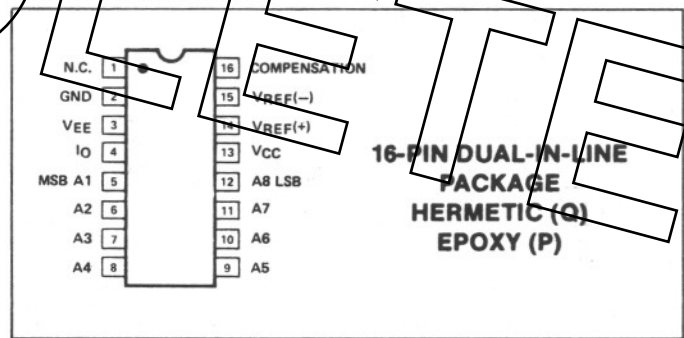 N.C. 1 16 COMPENSATION
GND 2 15 VREF(−)
VEE 3 14 VREF(+)
IO 4 13 VCC
MSB A1 5 12 A8 LSB
A2 6 11 A7
A3 7 10 A6
A4 8 9 A5
16-PIN DUAL-IN-LINE
PACKAGE
HERMETIC (Q)
EPOXY (P)
LETE